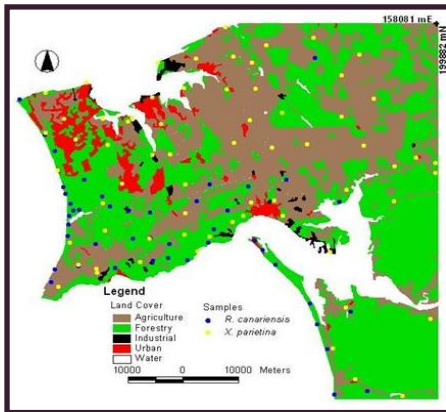 158081 mE
199882 mN
Legend
Land Cover
Agriculture
Forestry
Industrial
Urban
Water
Samples
R. canariensis
X. parietina
10000 0 10000 Meters